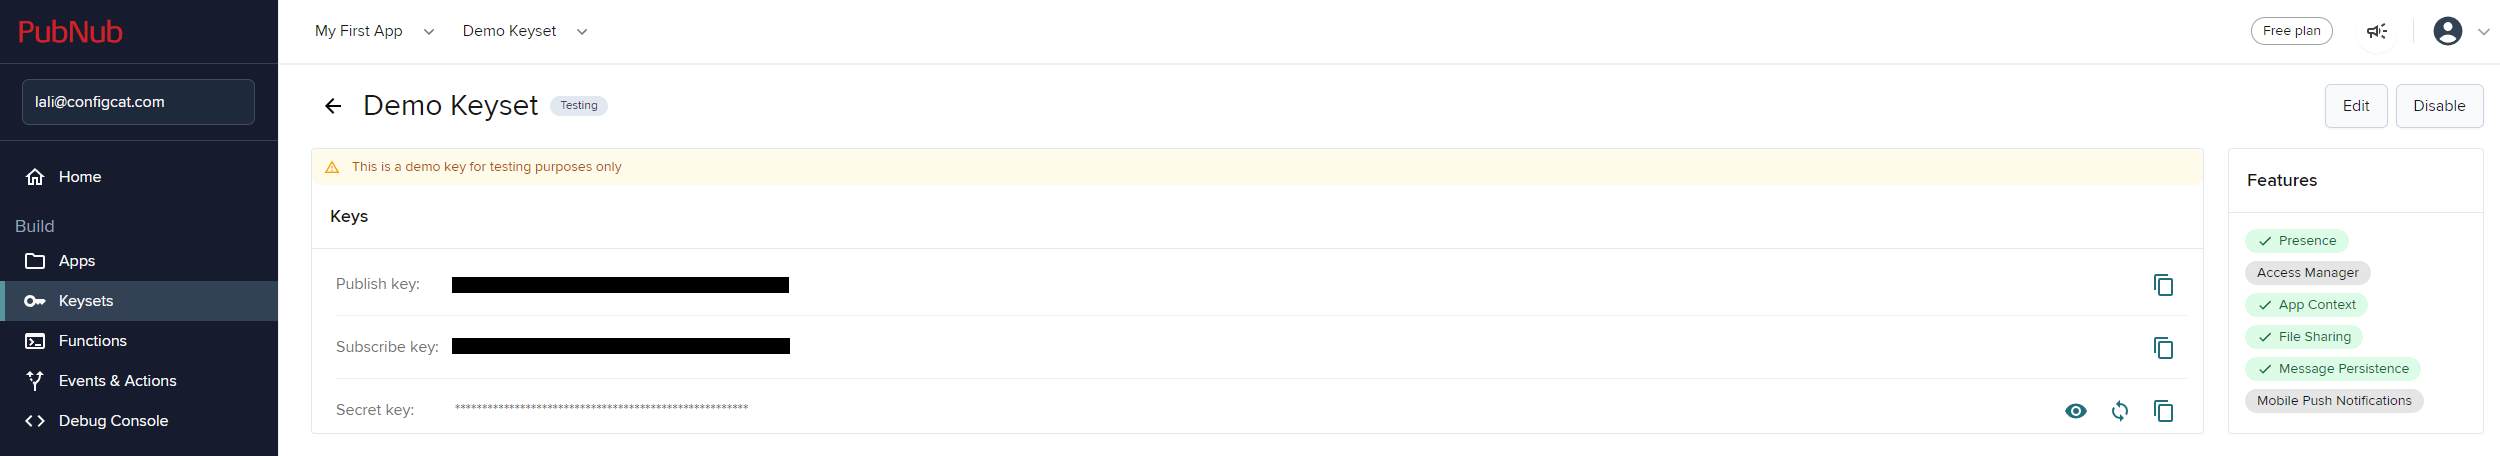 PubNub
My First App
Demo Keyset
Free plan
lali@configcat.com
Demo Keyset
Testing
Edit
Disable
This is a demo key for testing purposes only
Home
Build
Apps
Keysets
Functions
Events & Actions
Debug Console
Keys
Publish key:
Subscribe key:
Secret key: ******************************************************
Features
Presence
Access Manager
App Context
File Sharing
Message Persistence
Mobile Push Notifications